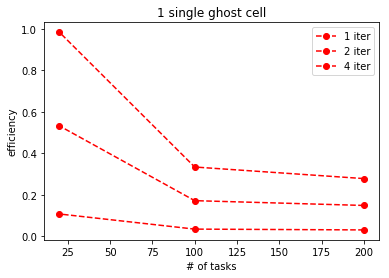 1 single ghost cell
1 iter
2 iter
4 iter
efficiency
1.0
0.8
0.6
0.4
0.2
0.0
25 50 75 100 125 150 175 200
# of tasks